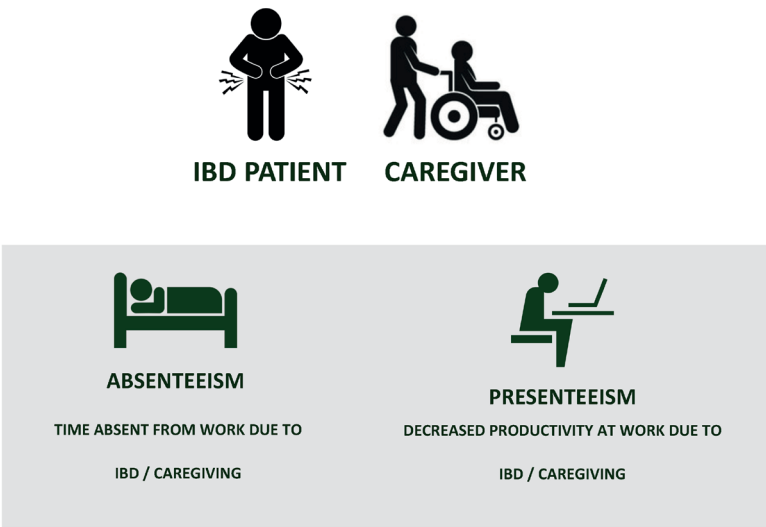 IBD PATIENT CAREGIVER
ABSENTEEISM
TIME ABSENT FROM WORK DUE TO
IBD / CAREGIVING
PRESENTEEISM
DECREASED PRODUCTIVITY AT WORK DUE TO
IBD / CAREGIVING